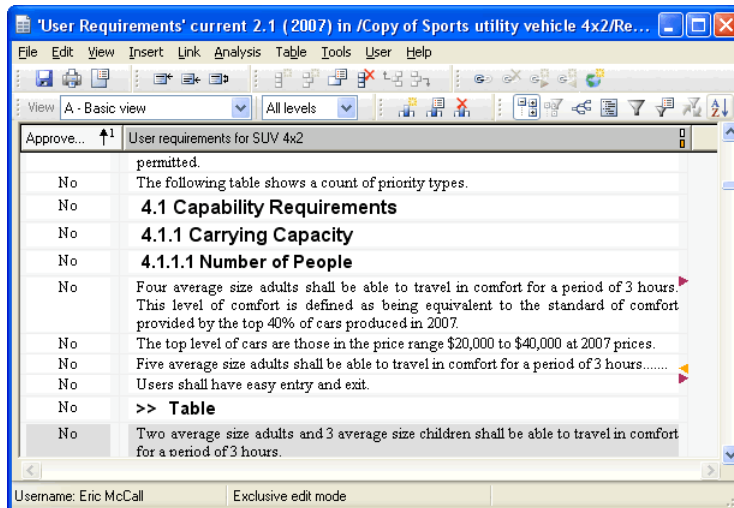 'User Requirements' current 2.1 (2007) in /Copy of Sports utility vehicle 4x2/Re...
File Edit View Insert Link Analysis Table Tools User Help
View A - Basic view All levels
Approve... 1 User requirements for SUV 4x2
permitted.
No The following table shows a count of priority types.
No 4.1 Capability Requirements
No 4.1.1 Carrying Capacity
No 4.1.1.1 Number of People
No Four average size adults shall be able to travel in comfort for a period of 3 hours.
This level of comfort is defined as being equivalent to the standard of comfort
provided by the top 40% of cars produced in 2007.
No The top level of cars are those in the price range $20,000 to $40,000 at 2007 prices.
No Five average size adults shall be able to travel in comfort for a period of 3 hours.......
No Users shall have easy entry and exit.
No >> Table
No Two average size adults and 3 average size children shall be able to travel in comfort
for a period of 3 hours.
Username: Eric McCall Exclusive edit mode